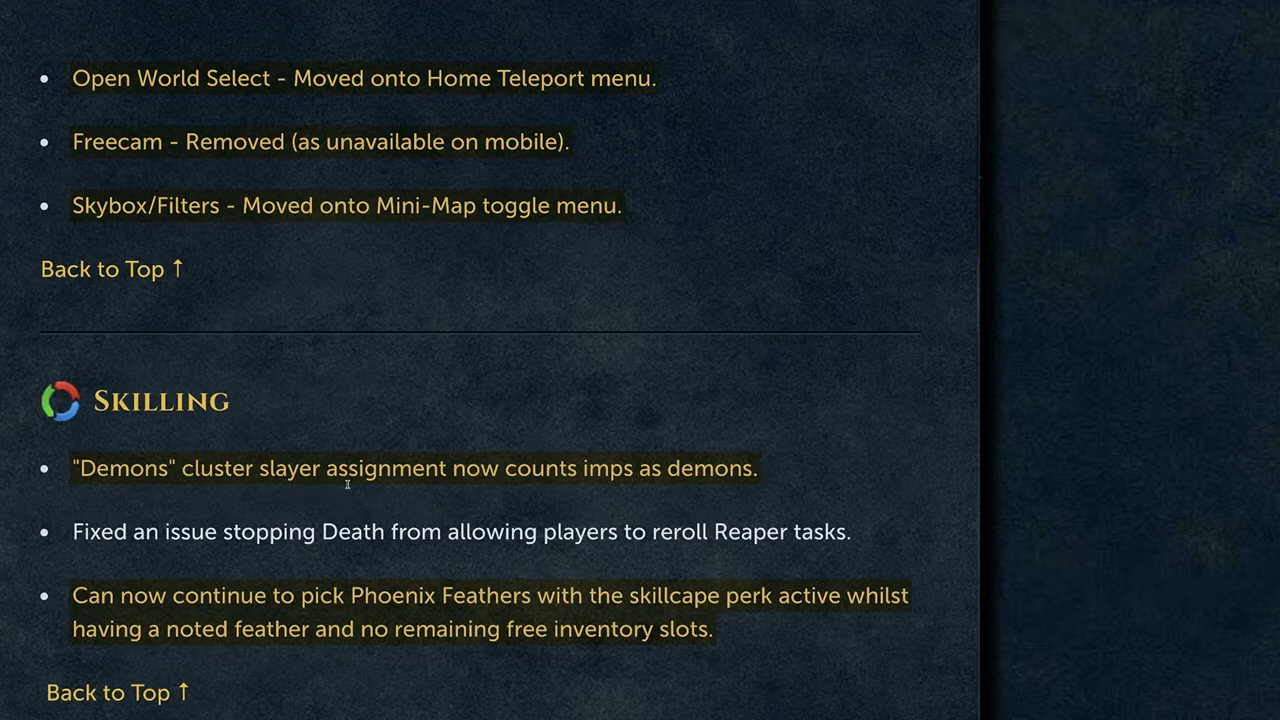 Open World Select - Moved onto Home Teleport menu.
Freecam - Removed (as unavailable on mobile).
Skybox/Filters - Moved onto Mini-Map toggle menu.
Back to Top ↑
Skilling
"Demons" cluster slayer assignment now counts imps as demons.
Fixed an issue stopping Death from allowing players to reroll Reaper tasks.
Can now continue to pick Phoenix Feathers with the skillcape perk active whilst
having a noted feather and no remaining free inventory slots.
Back to Top ↑